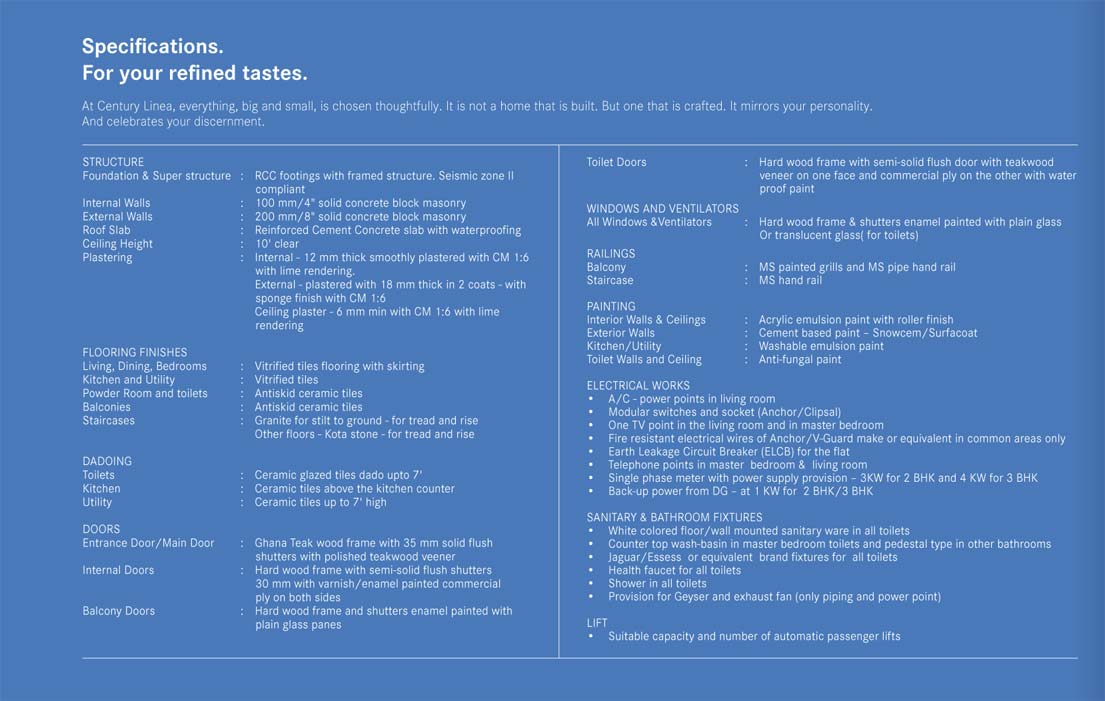 Specifications.
For your refined tastes.
At Century Linea, everything, big and small, is chosen thoughtfully. It is not a home that is built. But one that is crafted. It mirrors your personality.
And celebrates your discernment.
STRUCTURE
Foundation & Super structure : RCC footings with framed structure. Seismic zone II
compliant
Internal Walls : 100 mm/4" solid concrete block masonry
External Walls : 200 mm/8" solid concrete block masonry
Roof Slab : Reinforced Cement Concrete slab with waterproofing
Ceiling Height : 10' clear
Plastering : Internal - 12 mm thick smoothly plastered with CM 1:6
with lime rendering.
External - plastered with 18 mm thick in 2 coats - with
sponge finish with CM 1:6
Ceiling plaster - 6 mm min with CM 1:6 with lime
rendering
FLOORING FINISHES
Living, Dining, Bedrooms : Vitrified tiles flooring with skirting
Kitchen and Utility : Vitrified tiles
Powder Room and toilets : Antiskid ceramic tiles
Balconies : Antiskid ceramic tiles
Staircases : Granite for stilt to ground - for tread and rise
Other floors - Kota stone - for tread and rise
DADOING
Toilets : Ceramic glazed tiles dado upto 7'
Kitchen : Ceramic tiles above the kitchen counter
Utility : Ceramic tiles up to 7' high
DOORS
Entrance Door/Main Door : Ghana Teak wood frame with 35 mm solid flush
shutters with polished teakwood veener
Internal Doors : Hard wood frame with semi-solid flush shutters
30 mm with varnish/enamel painted commercial
ply on both sides
Balcony Doors : Hard wood frame and shutters enamel painted with
plain glass panes
Toilet Doors : Hard wood frame with semi-solid flush door with teakwood
veneer on one face and commercial ply on the other with water
proof paint
WINDOWS AND VENTILATORS
All Windows &Ventilators : Hard wood frame & shutters enamel painted with plain glass
Or translucent glass( for toilets)
RAILINGS
Balcony : MS painted grills and MS pipe hand rail
Staircase : MS hand rail
PAINTING
Interior Walls & Ceilings : Acrylic emulsion paint with roller finish
Exterior Walls : Cement based paint – Snowcem/Surfacoat
Kitchen/Utility : Washable emulsion paint
Toilet Walls and Ceiling : Anti-fungal paint
ELECTRICAL WORKS
• A/C - power points in living room
• Modular switches and socket (Anchor/Clipsal)
• One TV point in the living room and in master bedroom
• Fire resistant electrical wires of Anchor/V-Guard make or equivalent in common areas only
• Earth Leakage Circuit Breaker (ELCB) for the flat
• Telephone points in master bedroom & living room
• Single phase meter with power supply provision – 3KW for 2 BHK and 4 KW for 3 BHK
• Back-up power from DG – at 1 KW for 2 BHK/3 BHK
SANITARY & BATHROOM FIXTURES
• White colored floor/wall mounted sanitary ware in all toilets
• Counter top wash-basin in master bedroom toilets and pedestal type in other bathrooms
• Jaguar/Essess or equivalent brand fixtures for all toilets
• Health faucet for all toilets
• Shower in all toilets
• Provision for Geyser and exhaust fan (only piping and power point)
LIFT
• Suitable capacity and number of automatic passenger lifts